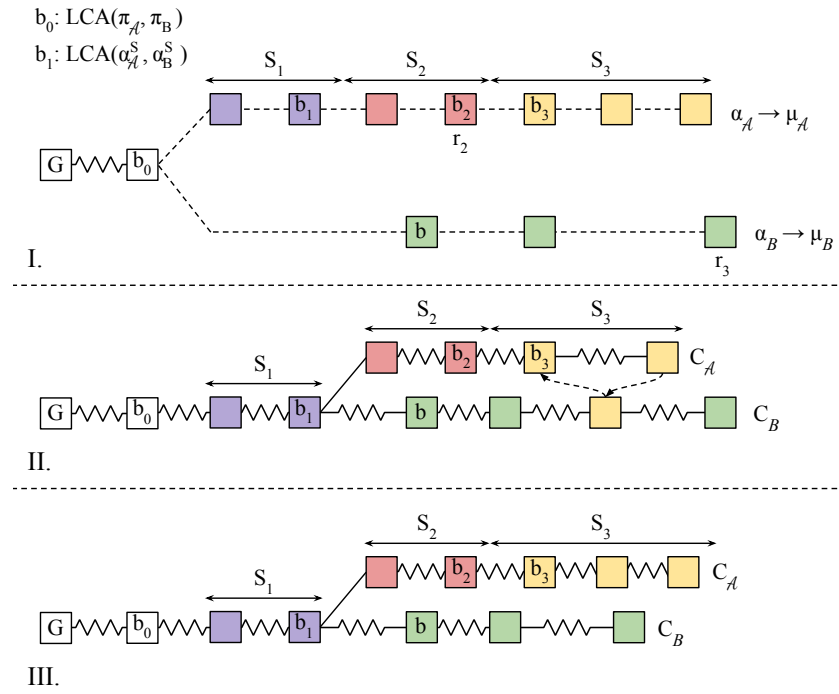 b₀: LCA(π_𝒜, π_B)
b₁: LCA(α_𝒜^S, α_B^S)
S₁ S₂ S₃
b₁ b₂ b₃ α_𝒜 → μ_𝒜
r₂
G b₀
b α_ℬ → μ_ℬ
I. r₃
S₂ S₃
S₁ b₂ b₃ C_𝒜
G b₀ b₁ b C_ℬ
II.
S₂ S₃
S₁ b₂ b₃ C_𝒜
G b₀ b₁ b C_ℬ
III.